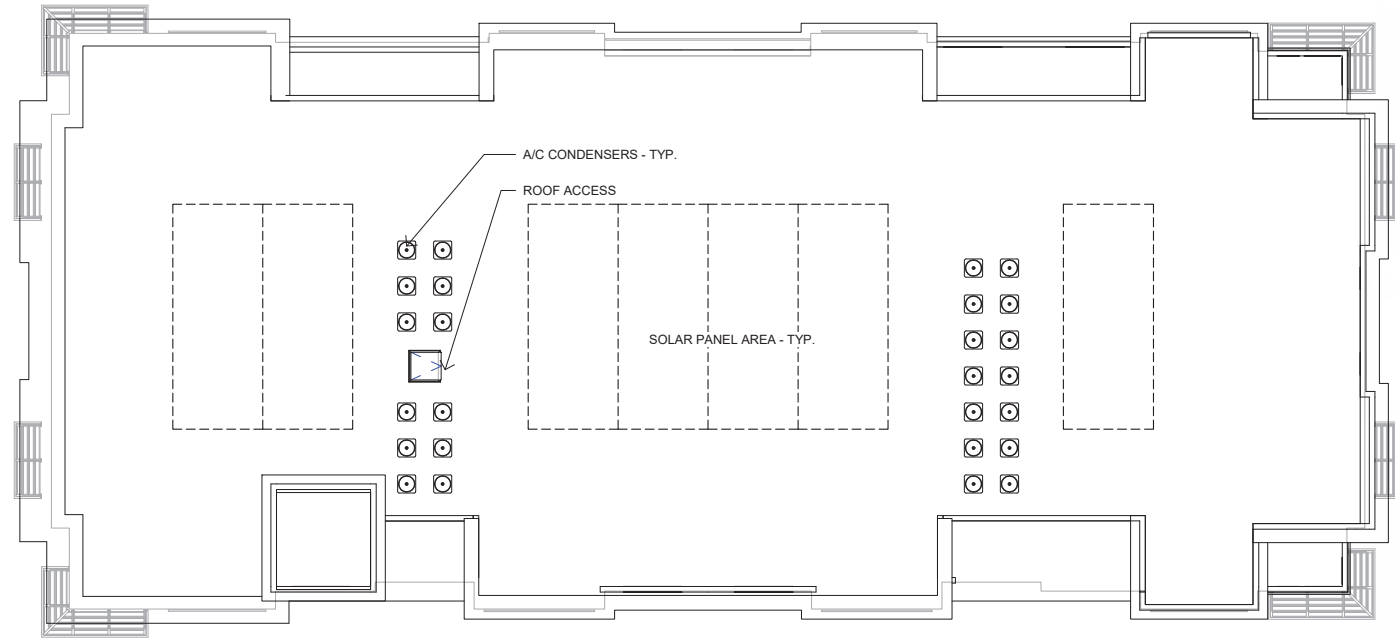 A/C CONDENSERS - TYP.
ROOF ACCESS
SOLAR PANEL AREA - TYP.